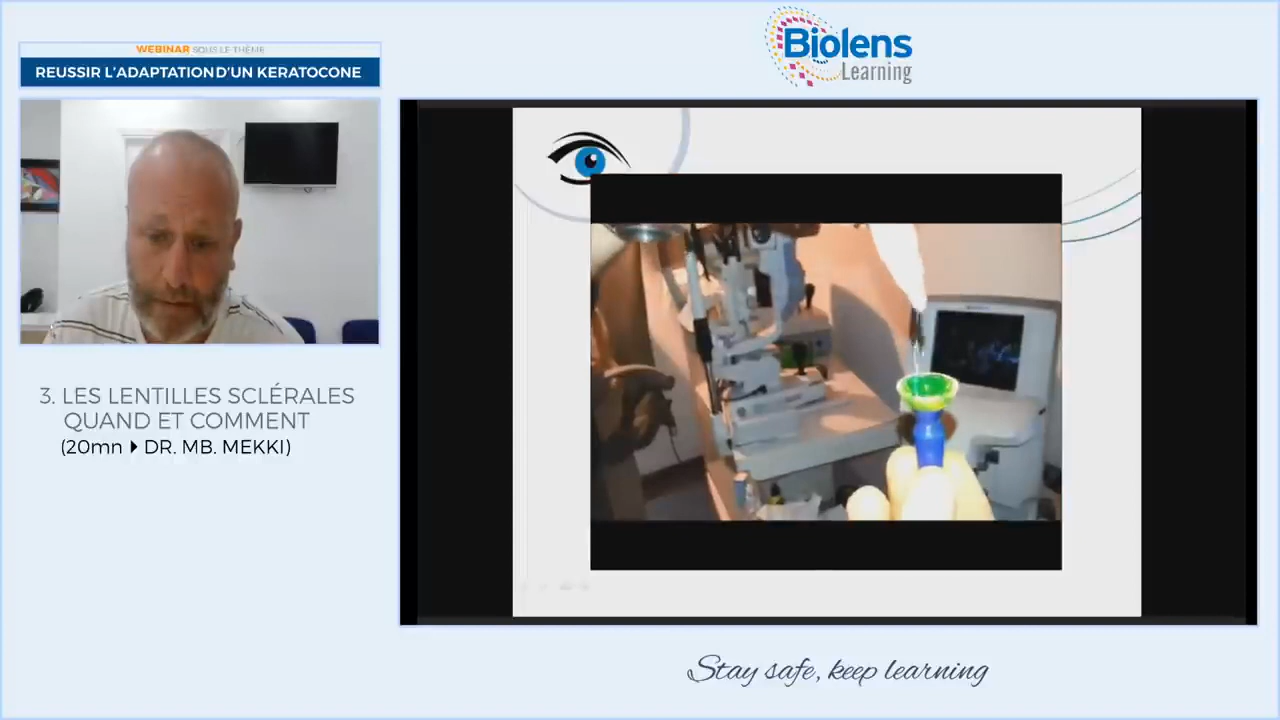 WEBINAR SOUS LE THÈME
REUSSIR L'ADAPTATION D'UN KERATOCONE
Biolens
Learning
3. LES LENTILLES SCLÉRALES
QUAND ET COMMENT
(20mn DR. MB. MEKKI)
Stay safe, keep learning